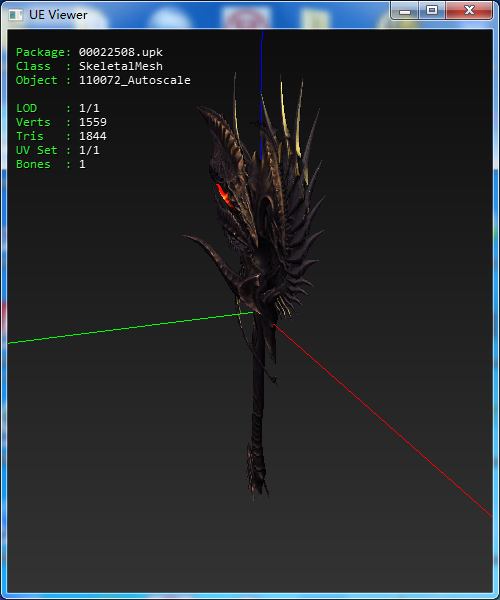 UE Viewer
Package: 00022508.upk
Class  : SkeletalMesh
Object : 110072_Autoscale
LOD    : 1/1
Verts  : 1559
Tris   : 1844
UV Set : 1/1
Bones  : 1